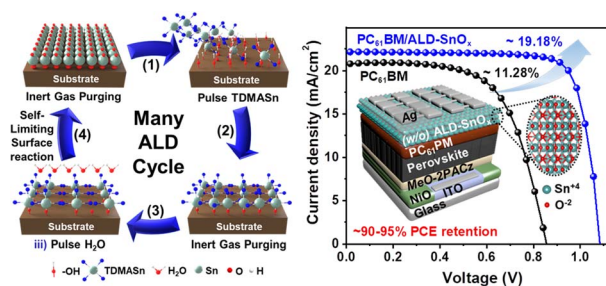 Substrate
Inert Gas Purging
(1)
Substrate
Pulse TDMASn
Self-
Limiting
Surface
reaction
(4)
Many
ALD
Cycle
(2)
Substrate
iii) Pulse H2O
(3)
Substrate
Inert Gas Purging
-OH
TDMASn
H2O
Sn
O
H
Current density (mA/cm2)
20
15
10
5
0
0.0
0.2
0.4
0.6
0.8
1.0
Voltage (V)
PC61BM/ALD-SnOx
~ 19.18%
PC61BM
~ 11.28%
Ag
(w/o) ALD-SnOx
PC61PM
Perovskite
MeO-2PACz
NiO
ITO
Glass
Sn+4
O-2
~90-95% PCE retention